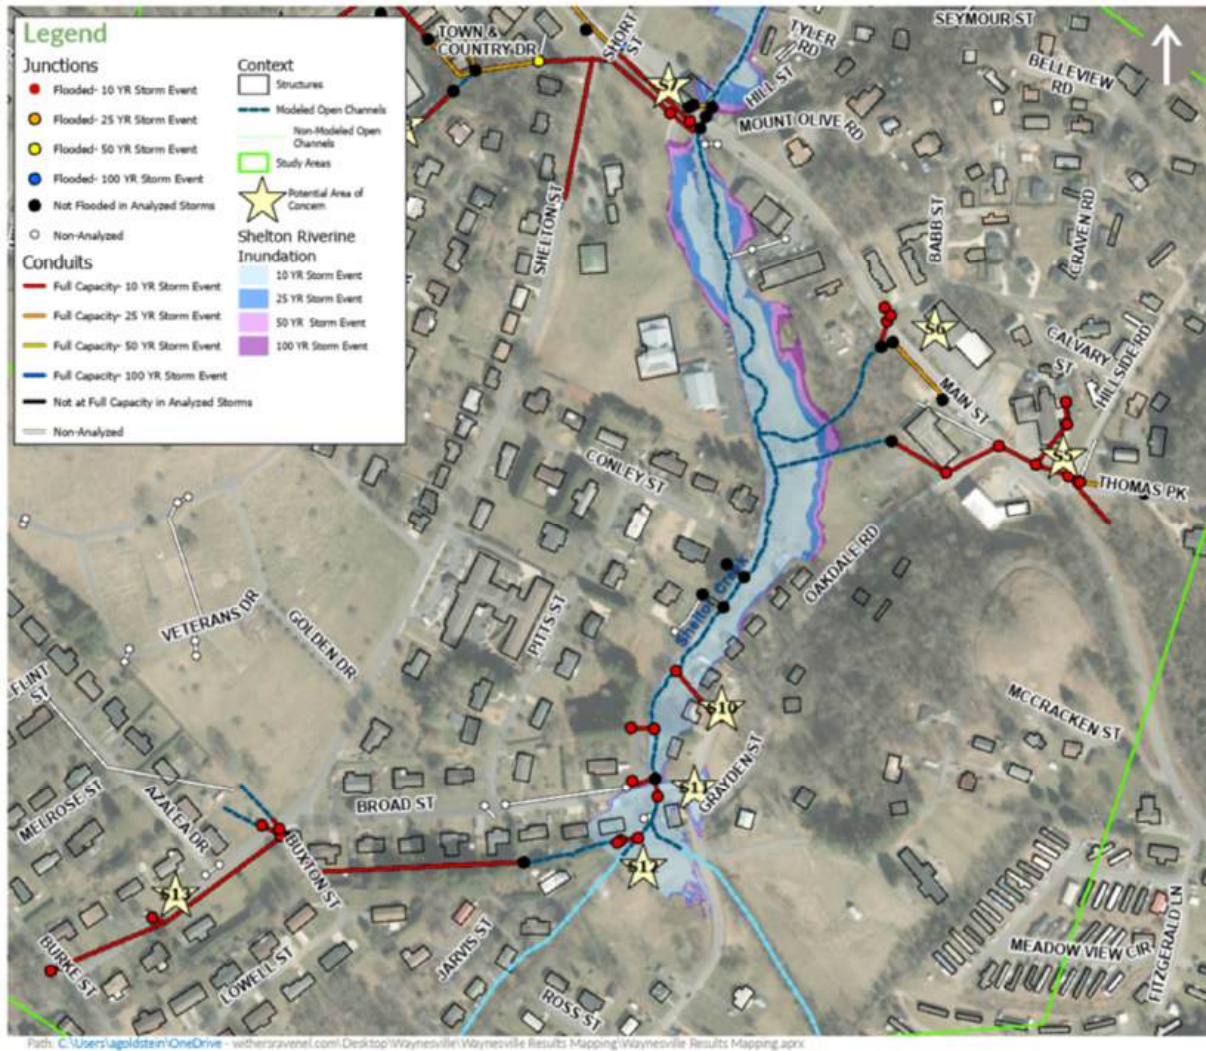 Legend
Junctions
Flooded- 10 YR Storm Event
Flooded- 25 YR Storm Event
Flooded- 50 YR Storm Event
Flooded- 100 YR Storm Event
Not Flooded in Analyzed Storms
Non-Analyzed
Conduits
Full Capacity- 10 YR Storm Event
Full Capacity- 25 YR Storm Event
Full Capacity- 50 YR Storm Event
Full Capacity- 100 YR Storm Event
Not at Full Capacity in Analyzed Storms
Non-Analyzed
Context
Structures
Modeled Open Channels
Non-Modeled Open
Channels
Study Areas
Potential Area of
Concern
Shelton Riverine
Inundation
10 YR Storm Event
25 YR Storm Event
50 YR Storm Event
100 YR Storm Event
TOWN &
COUNTRY DR
SHORT
ST
TYLER
RD
SEYMOUR ST
BELLEVIEW
RD
HILL ST
S7
MOUNT OLIVE RD
SHELTON ST
BABB ST
CRAVEN RD
S6
CALVARY
ST
HILLSIDE RD
MAIN ST
S5
THOMAS PK
CONLEY ST
OAKDALE RD
Shelton Creek
VETERANS DR
GOLDEN DR
PITTS ST
FLINT
ST
S10
MCCRACKEN ST
GRAYDEN ST
S11
BROAD ST
MELROSE ST
AZALEA DR
BUXTON ST
S12
S13
BURKE ST
LOWELL ST
JARVIS ST
ROSS ST
MEADOW VIEW CIR
FITZGERALD LN
Path: C:\Users\agoldstein\OneDrive - withersravenel.com\Desktop\Waynesville\Waynesville Results Mapping\Waynesville Results Mapping.aprx